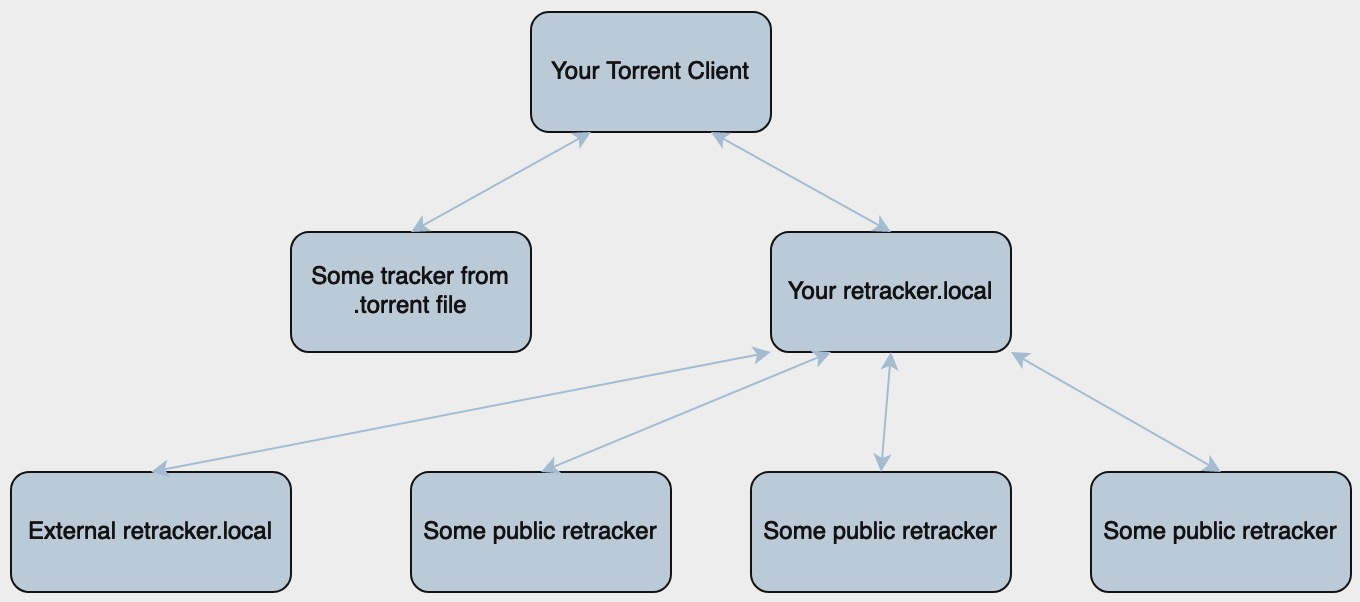 Your Torrent Client
Some tracker from
.torrent file
Your retracker.local
External retracker.local
Some public retracker
Some public retracker
Some public retracker